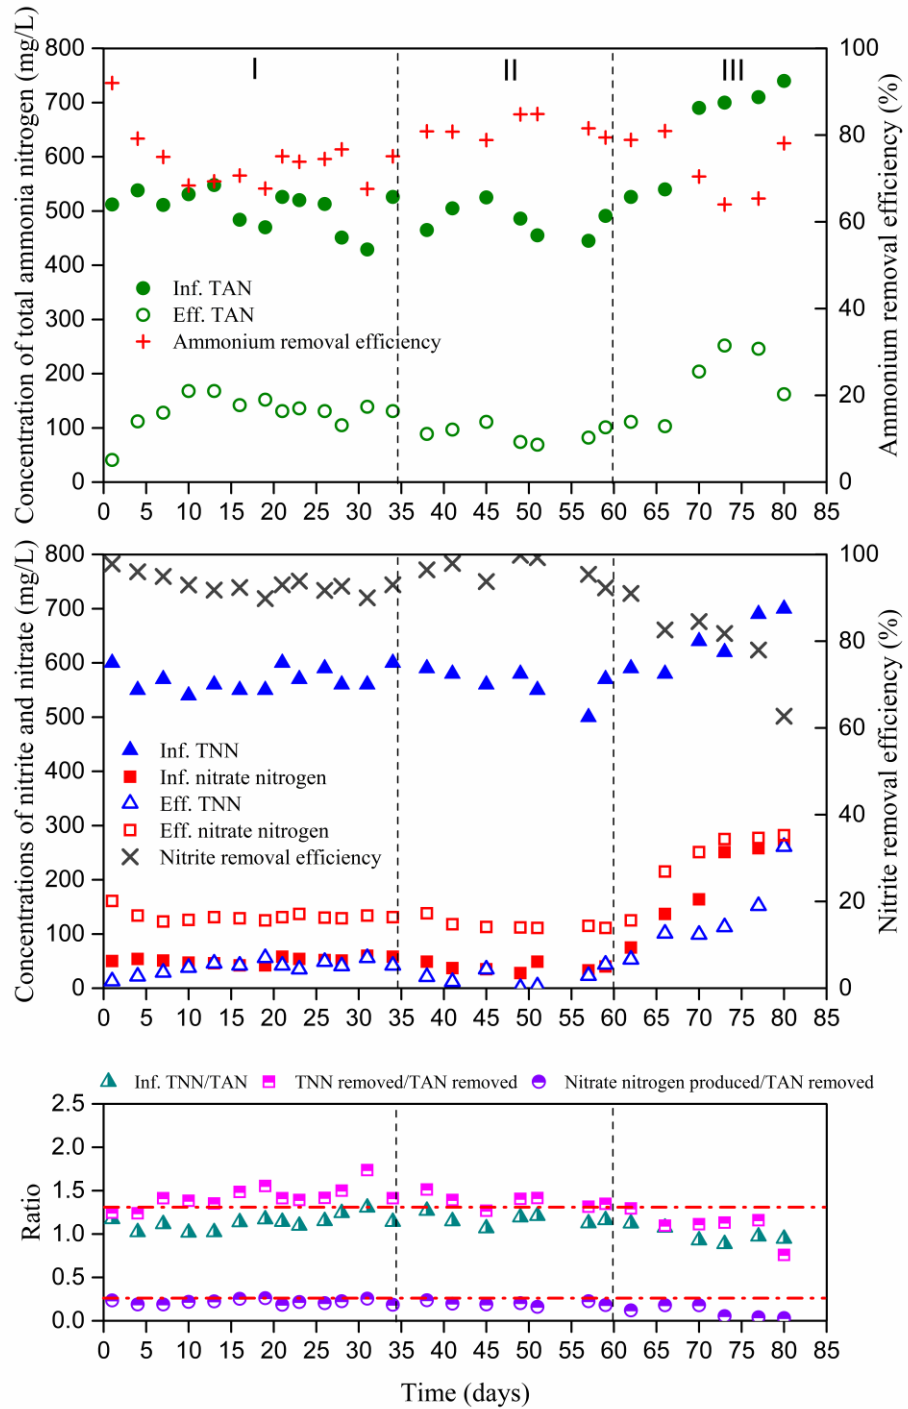 Concentration of total ammonia nitrogen (mg/L)
800
700
600
500
400
300
200
100
0
I
II
III
Inf. TAN
Eff. TAN
Ammonium removal efficiency
100
80
60
40
20
0
Ammonium removal efficiency (%)
0 5 10 15 20 25 30 35 40 45 50 55 60 65 70 75 80 85
Concentrations of nitrite and nitrate (mg/L)
800
700
600
500
400
300
200
100
0
Inf. TNN
Inf. nitrate nitrogen
Eff. TNN
Eff. nitrate nitrogen
Nitrite removal efficiency
100
80
60
40
20
0
Nitrite removal efficiency (%)
0 5 10 15 20 25 30 35 40 45 50 55 60 65 70 75 80 85
Inf. TNN/TAN TNN removed/TAN removed Nitrate nitrogen produced/TAN removed
Ratio
2.5
2.0
1.5
1.0
0.5
0.0
0 5 10 15 20 25 30 35 40 45 50 55 60 65 70 75 80 85
Time (days)